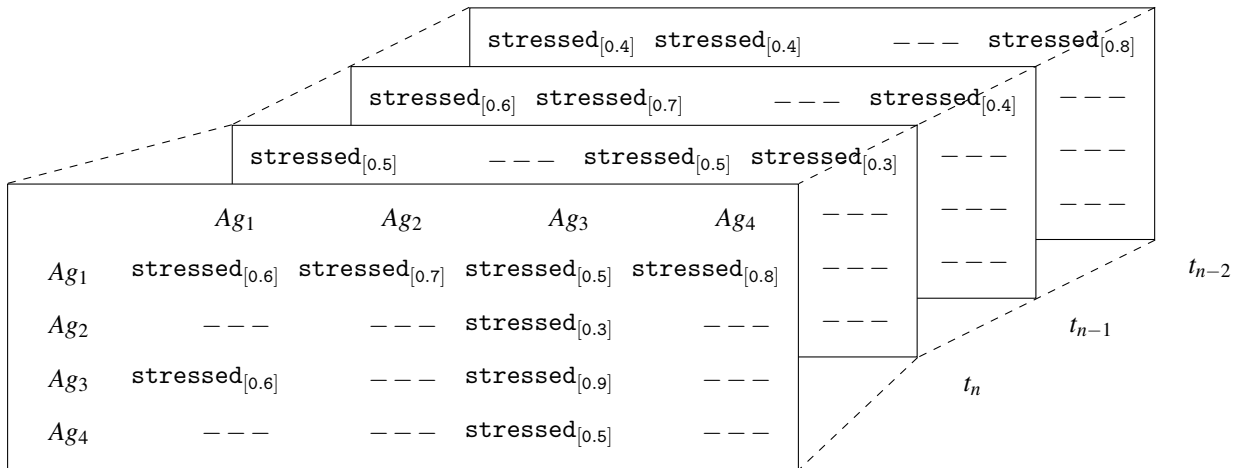 stressed[0.4] stressed[0.4] --- stressed[0.8]
stressed[0.6] stressed[0.7] --- stressed[0.4] ---
stressed[0.5] --- stressed[0.5] stressed[0.3] --- ---
Ag1 Ag2 Ag3 Ag4 --- --- ---
Ag1 stressed[0.6] stressed[0.7] stressed[0.5] stressed[0.8] --- --- tn−2
Ag2 --- --- stressed[0.3] --- --- tn−1
Ag3 stressed[0.6] --- stressed[0.9] --- tn
Ag4 --- --- stressed[0.5] ---